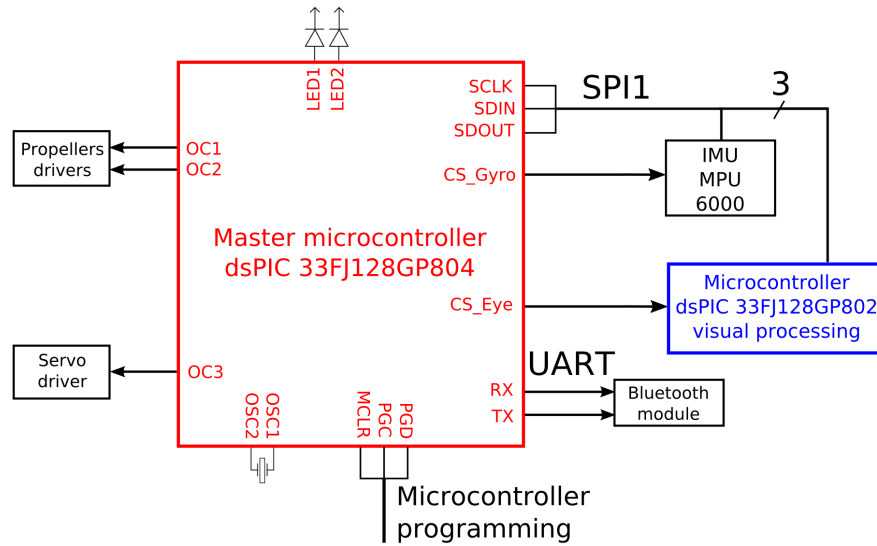 LED1
LED2
SCLK
SDIN
SDOUT
SPI1
3
Propellers
drivers
OC1
OC2
CS_Gyro
IMU
MPU
6000
Master microcontroller
dsPIC 33FJ128GP804
CS_Eye
Microcontroller
dsPIC 33FJ128GP802
visual processing
Servo
driver
OC3
UART
RX
TX
Bluetooth
module
OSC2
OSC1
MCLR
PGC
PGD
Microcontroller
programming